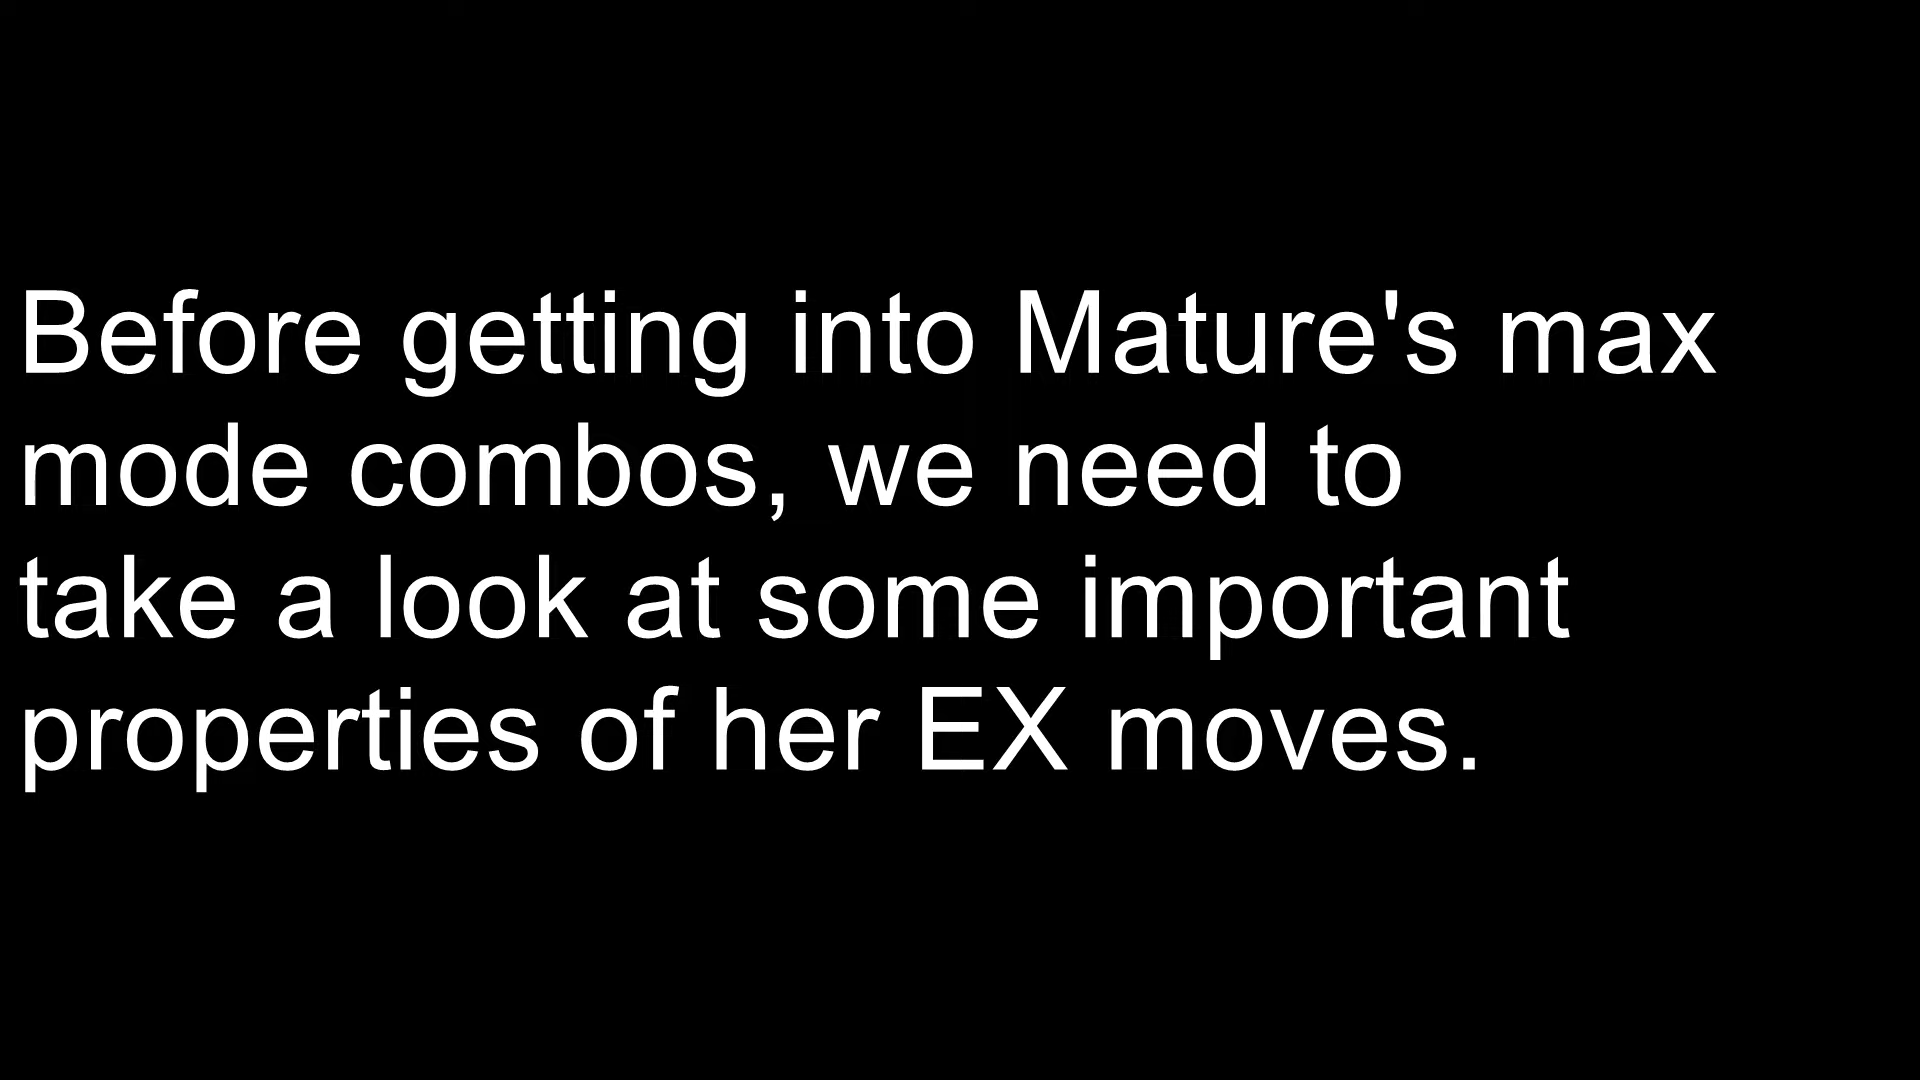 Before getting into Mature's max
mode combos, we need to
take a look at some important
properties of her EX moves.